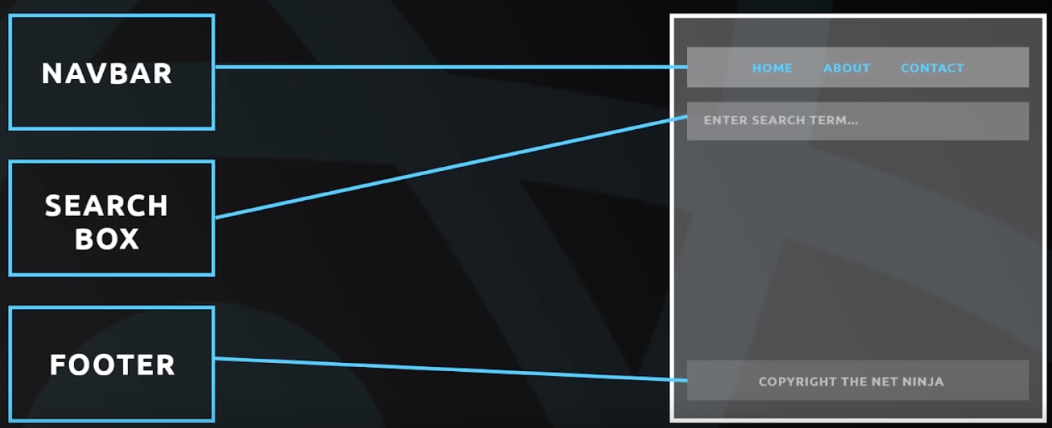 NAVBAR
SEARCH
BOX
FOOTER
HOME ABOUT CONTACT
ENTER SEARCH TERM...
COPYRIGHT THE NET NINJA